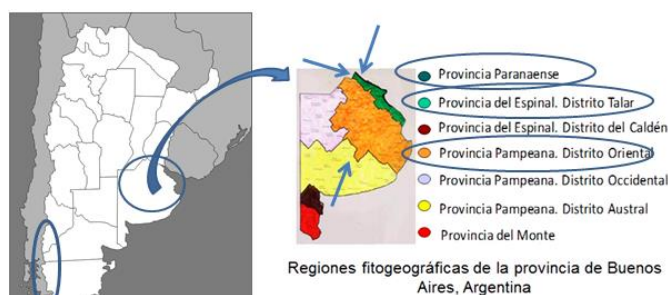 Provincia Paranaense
Provincia del Espinal. Distrito Talar
Provincia del Espinal. Distrito del Caldén
Provincia Pampeana. Distrito Oriental
Provincia Pampeana. Distrito Occidental
Provincia Pampeana. Distrito Austral
Provincia del Monte
Regiones fitogeográficas de la provincia de Buenos
Aires, Argentina